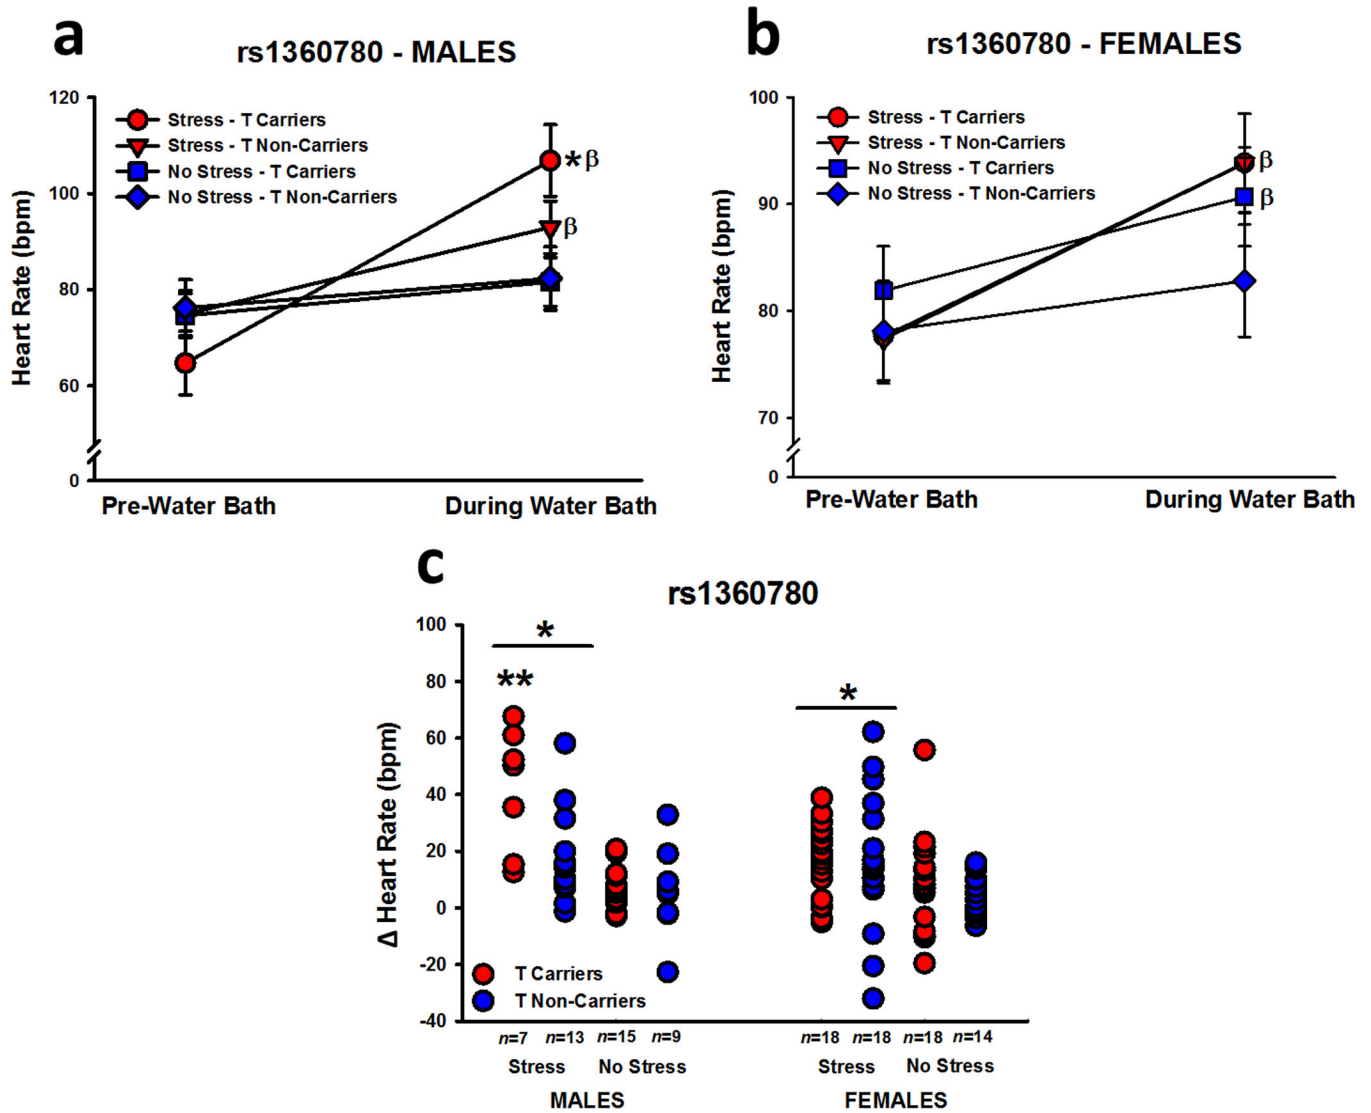 a
rs1360780 - MALES
120
100
80
60
0
Heart Rate (bpm)
Stress - T Carriers
Stress - T Non-Carriers
No Stress - T Carriers
No Stress - T Non-Carriers
*β
β
Pre-Water Bath
During Water Bath
b
rs1360780 - FEMALES
100
90
80
70
0
Heart Rate (bpm)
Stress - T Carriers
Stress - T Non-Carriers
No Stress - T Carriers
No Stress - T Non-Carriers
β
β
Pre-Water Bath
During Water Bath
c
rs1360780
100
80
60
40
20
0
-20
-40
Δ Heart Rate (bpm)
*
**
*
T Carriers
T Non-Carriers
n=7 n=13 n=15 n=9 n=18 n=18 n=18 n=14
Stress No Stress Stress No Stress
MALES FEMALES